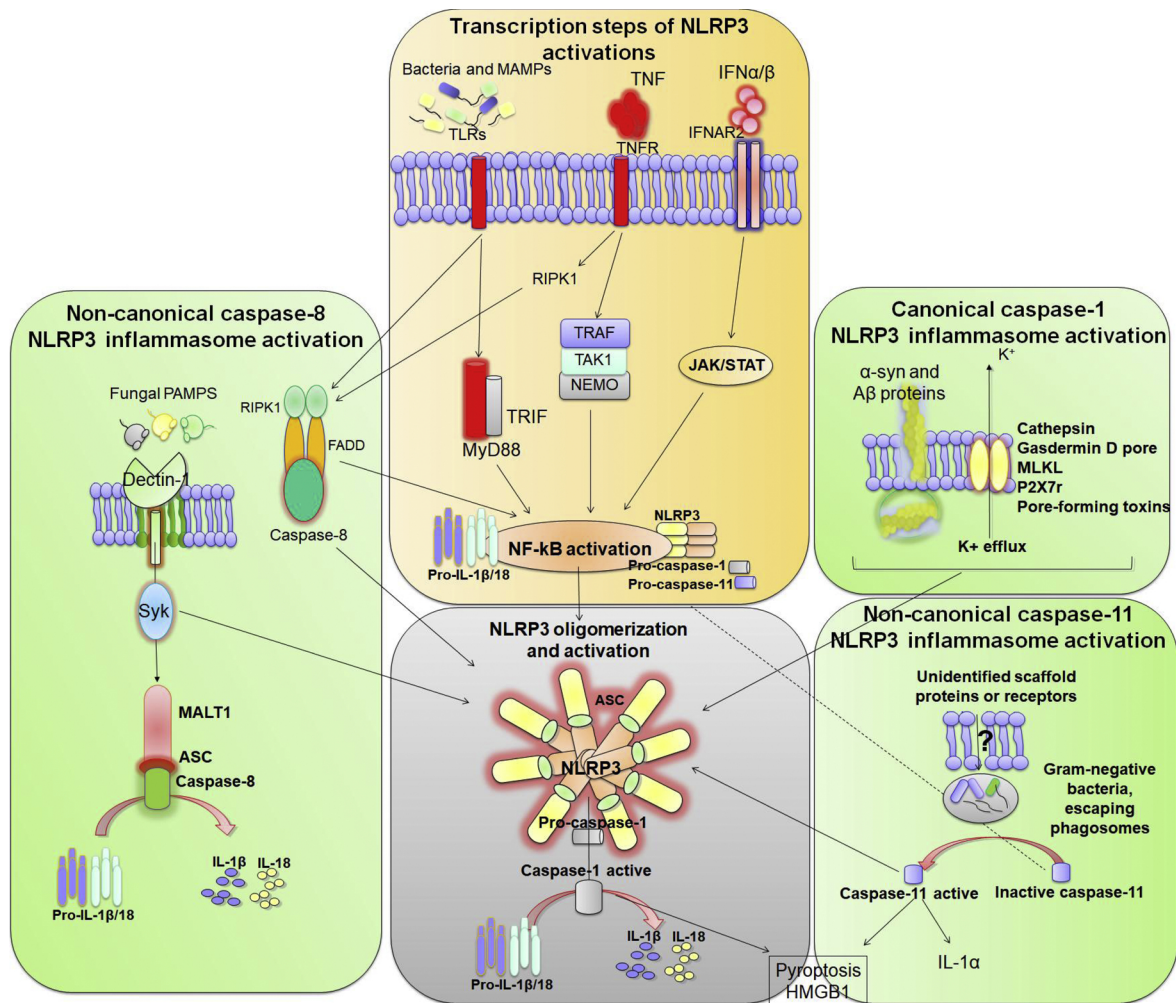 Transcription steps of NLRP3
activations
Bacteria and MAMPs
TLRs
TNF
TNFR
IFNα/β
IFNAR2
RIPK1
TRAF
TAK1
NEMO
JAK/STAT
TRIF
MyD88
NF-kB activation
NLRP3
Pro-IL-1β/18
Pro-caspase-1
Pro-caspase-11
Non-canonical caspase-8
NLRP3 inflammasome activation
Fungal PAMPS
RIPK1
FADD
Dectin-1
Caspase-8
Syk
MALT1
ASC
Caspase-8
IL-1β
IL-18
Pro-IL-1β/18
NLRP3 oligomerization
and activation
ASC
NLRP3
Pro-caspase-1
Caspase-1 active
IL-1β
IL-18
Pro-IL-1β/18
Pyroptosis
HMGB1
Canonical caspase-1
NLRP3 inflammasome activation
K⁺
α-syn and
Aβ proteins
Cathepsin
Gasdermin D pore
MLKL
P2X7r
Pore-forming toxins
K+ efflux
Non-canonical caspase-11
NLRP3 inflammasome activation
Unidentified scaffold
proteins or receptors
?
Gram-negative
bacteria,
escaping
phagosomes
Caspase-11 active
Inactive caspase-11
IL-1α